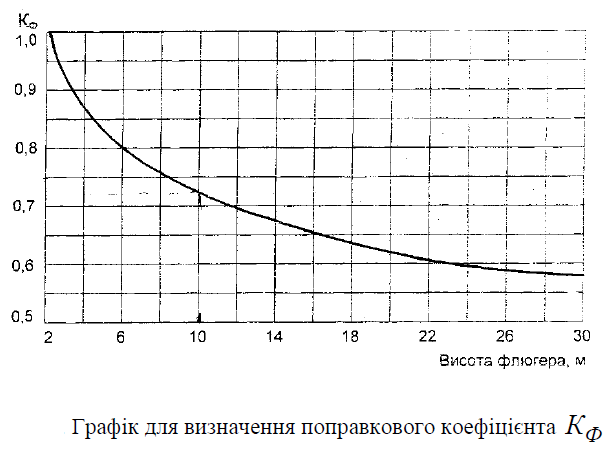 Kф
1,0
0,9
0,8
0,7
0,6
0,5
2 6 10 14 18 22 26 30
Висота флюгера, м
Графік для визначення поправкового коефіцієнта KФ